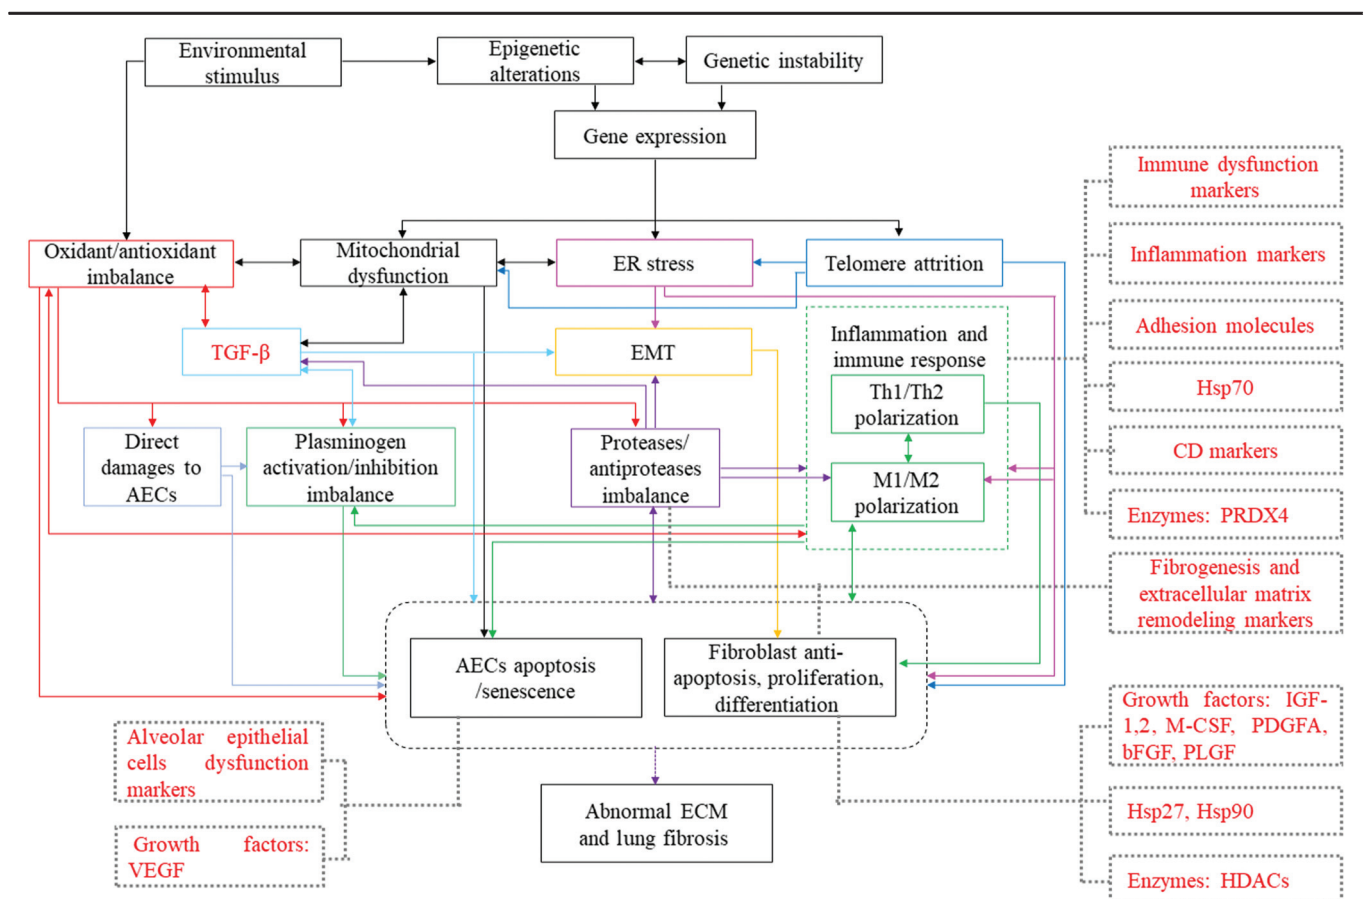 Environmental
stimulus
Epigenetic
alterations
Genetic instability
Gene expression
Immune dysfunction
markers
Oxidant/antioxidant
imbalance
Mitochondrial
dysfunction
ER stress
Telomere attrition
Inflammation markers
TGF-β
EMT
Inflammation and
immune response
Adhesion molecules
Th1/Th2
polarization
Hsp70
Direct
damages to
AECs
Plasminogen
activation/inhibition
imbalance
Proteases/
antiproteases
imbalance
M1/M2
polarization
CD markers
Enzymes: PRDX4
Fibrogenesis and
extracellular matrix
remodeling markers
AECs apoptosis
/senescence
Fibroblast anti-
apoptosis, proliferation,
differentiation
Growth factors: IGF-
1,2, M-CSF, PDGFA,
bFGF, PLGF
Alveolar epithelial
cells dysfunction
markers
Abnormal ECM
and lung fibrosis
Hsp27, Hsp90
Growth factors:
VEGF
Enzymes: HDACs